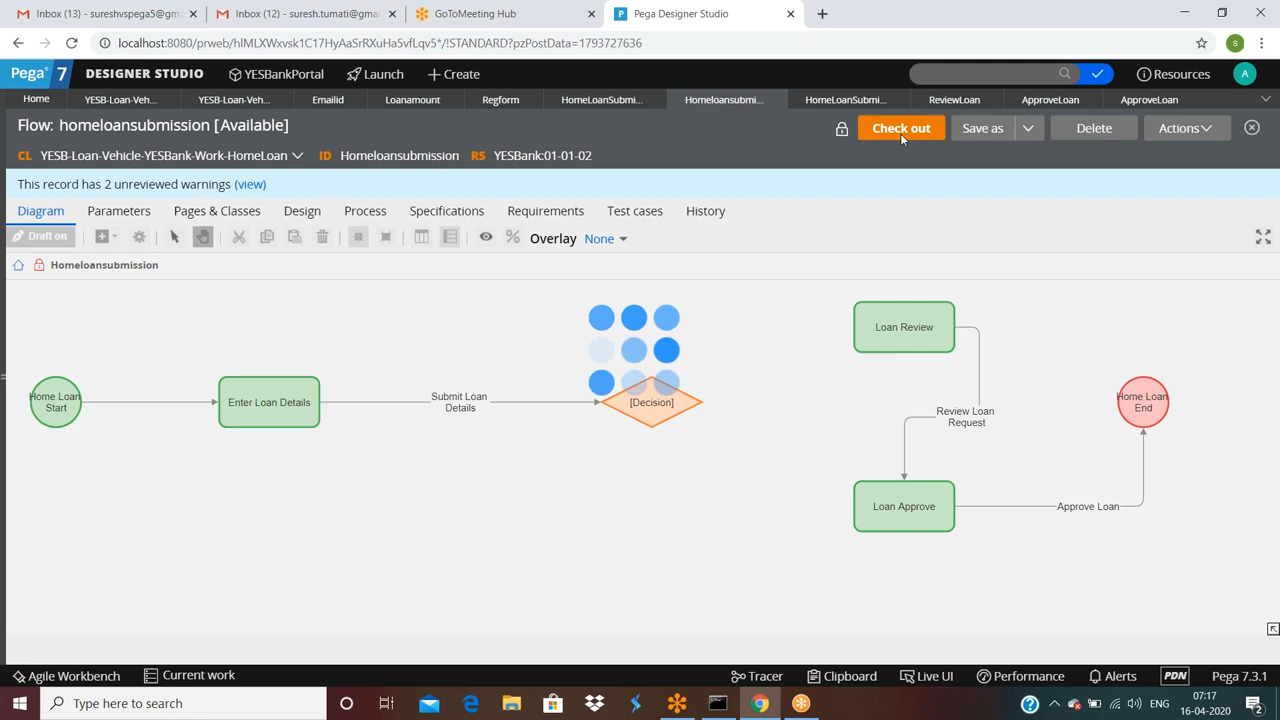 Inbox (13) - sureshvspega5@gm
Inbox (12) - suresh.tumati@gmai
GoToMeeting Hub
Pega Designer Studio
localhost:8080/prweb/hlMLXWxvsk1C17HyAaSrRXuHa5vfLqv5*/!STANDARD?pzPostData=1793727636
S
Pega 7
DESIGNER STUDIO
YESBankPortal
Launch
Create
Resources
A
Home
YESB-Loan-Veh...
YESB-Loan-Veh...
Emailid
Loanamount
Regform
HomeLoanSubmi...
Homeloansubmi...
HomeLoanSubmi...
ReviewLoan
ApproveLoan
ApproveLoan
Flow: homeloansubmission [Available]
Check out
Save as
Delete
Actions
CL YESB-Loan-Vehicle-YESBank-Work-HomeLoan ID Homeloansubmission RS YESBank:01-01-02
This record has 2 unreviewed warnings (view)
Diagram
Parameters
Pages & Classes
Design
Process
Specifications
Requirements
Test cases
History
Draft on
Overlay None
Homeloansubmission
Home Loan
Start
Enter Loan Details
Submit Loan
Details
[Decision]
Loan Review
Review Loan
Request
Loan Approve
Approve Loan
Home Loan
End
Agile Workbench
Current work
Tracer
Clipboard
Live UI
Performance
Alerts
PDN
Pega 7.3.1
Type here to search
ENG
07:17
16-04-2020
2